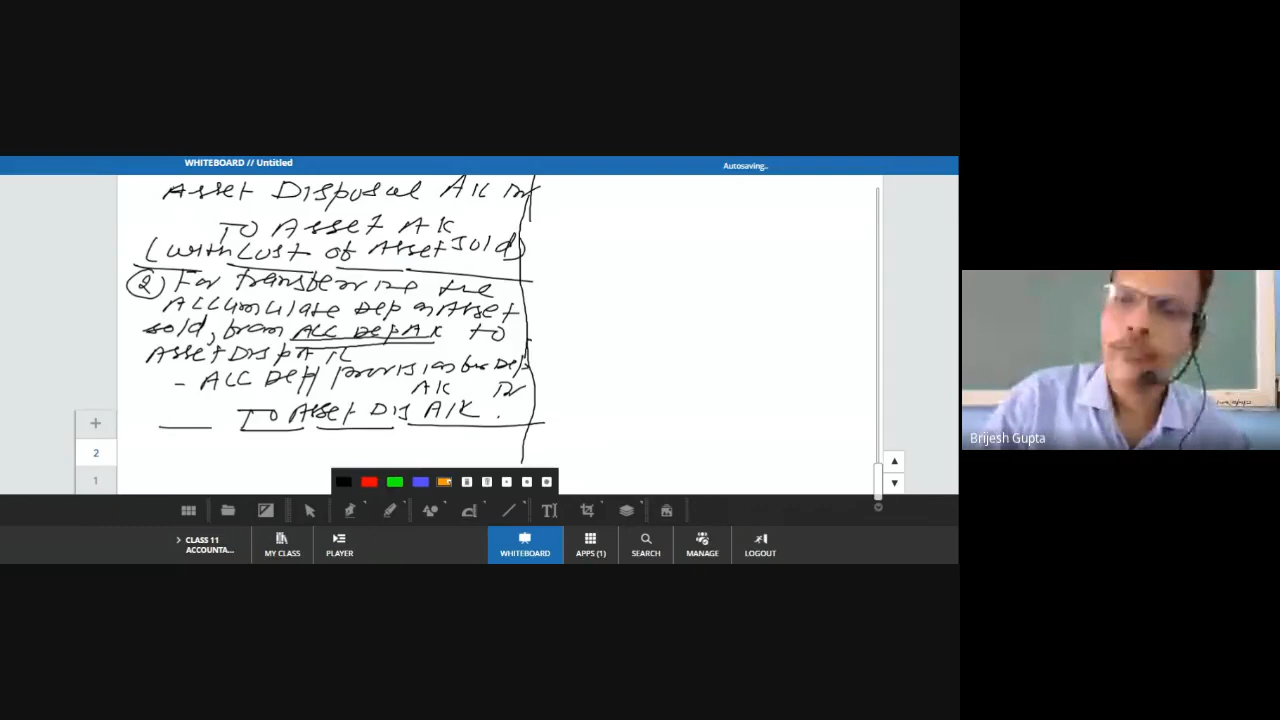 WHITEBOARD // Untitled
Autosaving..
Asset Disposal A/C Dr
TO Asset A/C
(with Cost of Asset sold)
② For transferring the
Accumulate Dep on Asset
sold, from Acc Dep A/C to
Asset Disp A/C
- Acc Dep/ provision for Dep
A/C Dr
TO Asset Dis A/C.
Brijesh Gupta
2
1
TI
CLASS 11
ACCOUNTA...
MY CLASS
PLAYER
WHITEBOARD
APPS (1)
SEARCH
MANAGE
LOGOUT